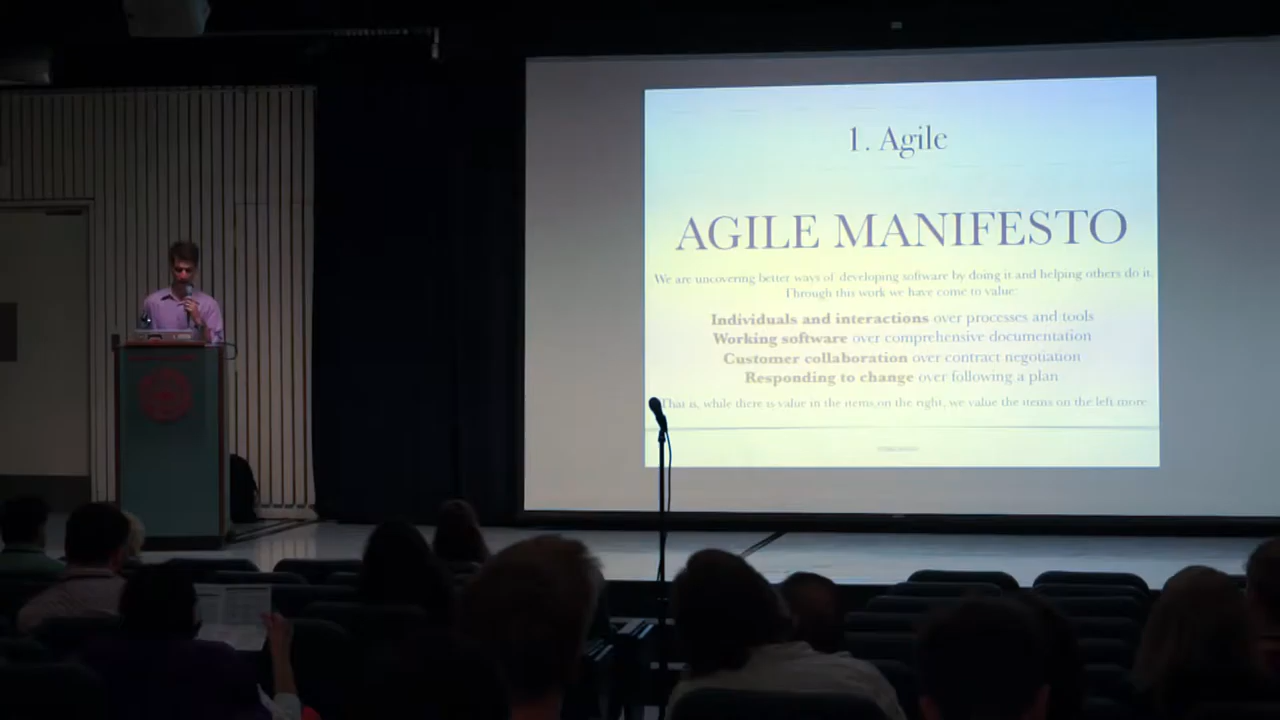 1. Agile
AGILE MANIFESTO
We are uncovering better ways of developing software by doing it and helping others do it.
Through this work we have come to value:
Individuals and interactions over processes and tools
Working software over comprehensive documentation
Customer collaboration over contract negotiation
Responding to change over following a plan
That is, while there is value in the items on the right, we value the items on the left more.